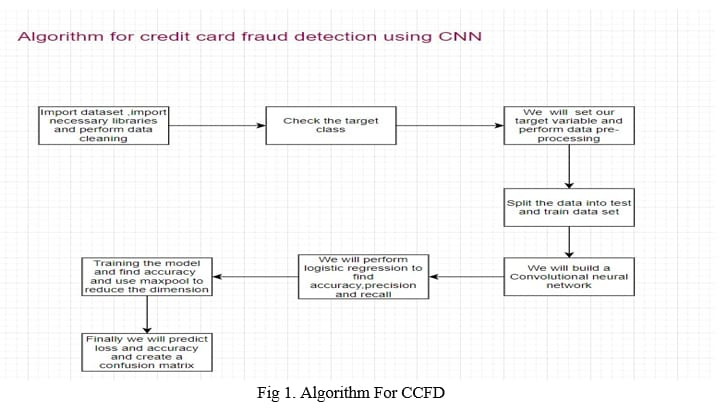 Algorithm for credit card fraud detection using CNN
Import dataset ,import
necessary libraries
and perform data
cleaning
Check the target
class
We will set our
target variable and
perform data pre-
processing
Split the data into test
and train data set
We will build a
Convolutional neural
network
We will perform
logistic regression to
find
accuracy,precision
and recall
Training the model
and find accuracy
and use maxpool to
reduce the dimension
Finally we will predict
loss and accuracy
and create a
confusion matrix
Fig 1. Algorithm For CCFD